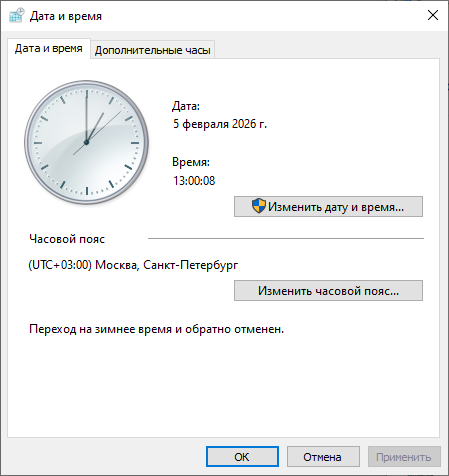 Дата и время
Дата и время
Дополнительные часы
Дата:
5 февраля 2026 г.
Время:
13:00:08
Изменить дату и время...
Часовой пояс
(UTC+03:00) Москва, Санкт-Петербург
Изменить часовой пояс...
Переход на зимнее время и обратно отменен.
ОК
Отмена
Применить